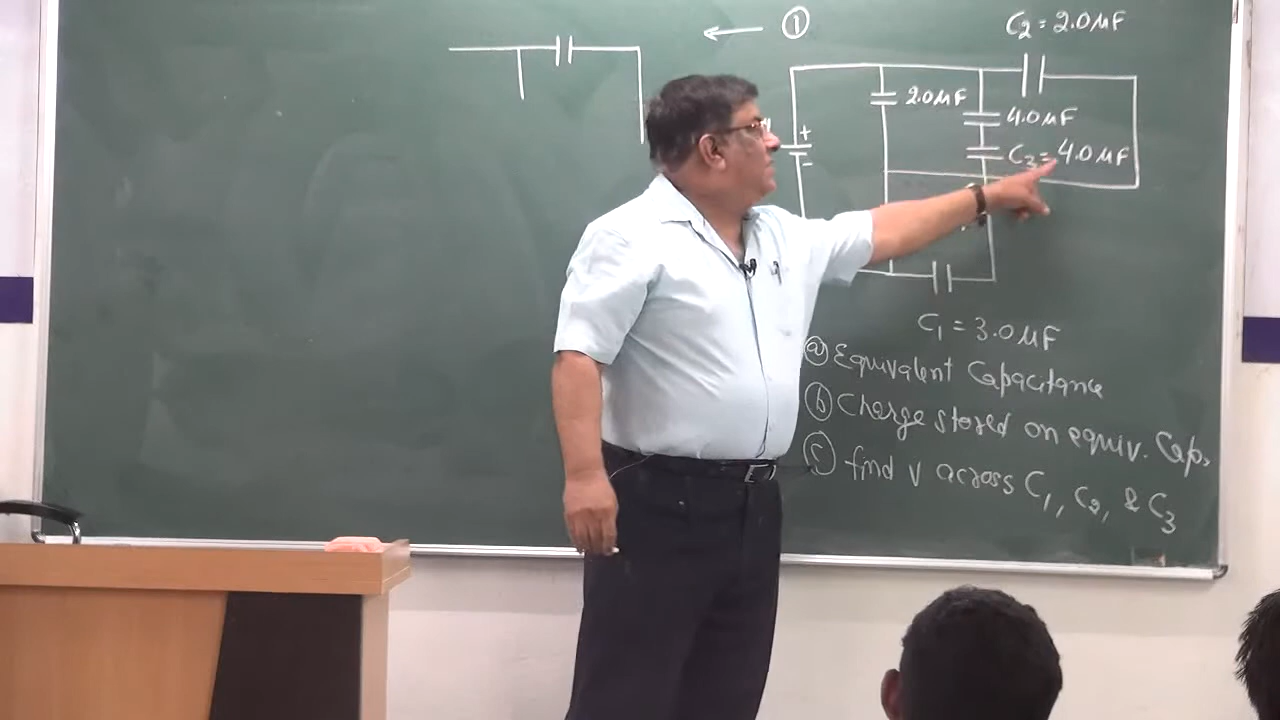 ①
C₂ = 2.0 μF
2.0 μF
4.0 μF
+
-
C₃ = 4.0 μF
C₁ = 3.0 μF
ⓐ Equivalent Capacitance
ⓑ Charge stored on equiv. Cap.
ⓒ find V across C₁, C₂, & C₃